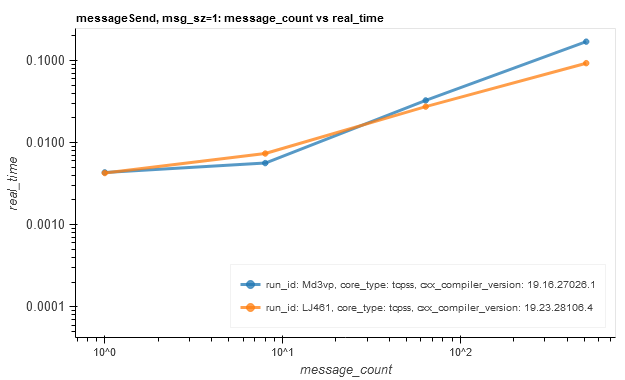 messageSend, msg_sz=1: message_count vs real_time
0.1000
0.0100
0.0010
0.0001
real_time
run_id: Md3vp, core_type: tcpss, cxx_compiler_version: 19.16.27026.1
run_id: LJ461, core_type: tcpss, cxx_compiler_version: 19.23.28106.4
10^0
10^1
10^2
message_count